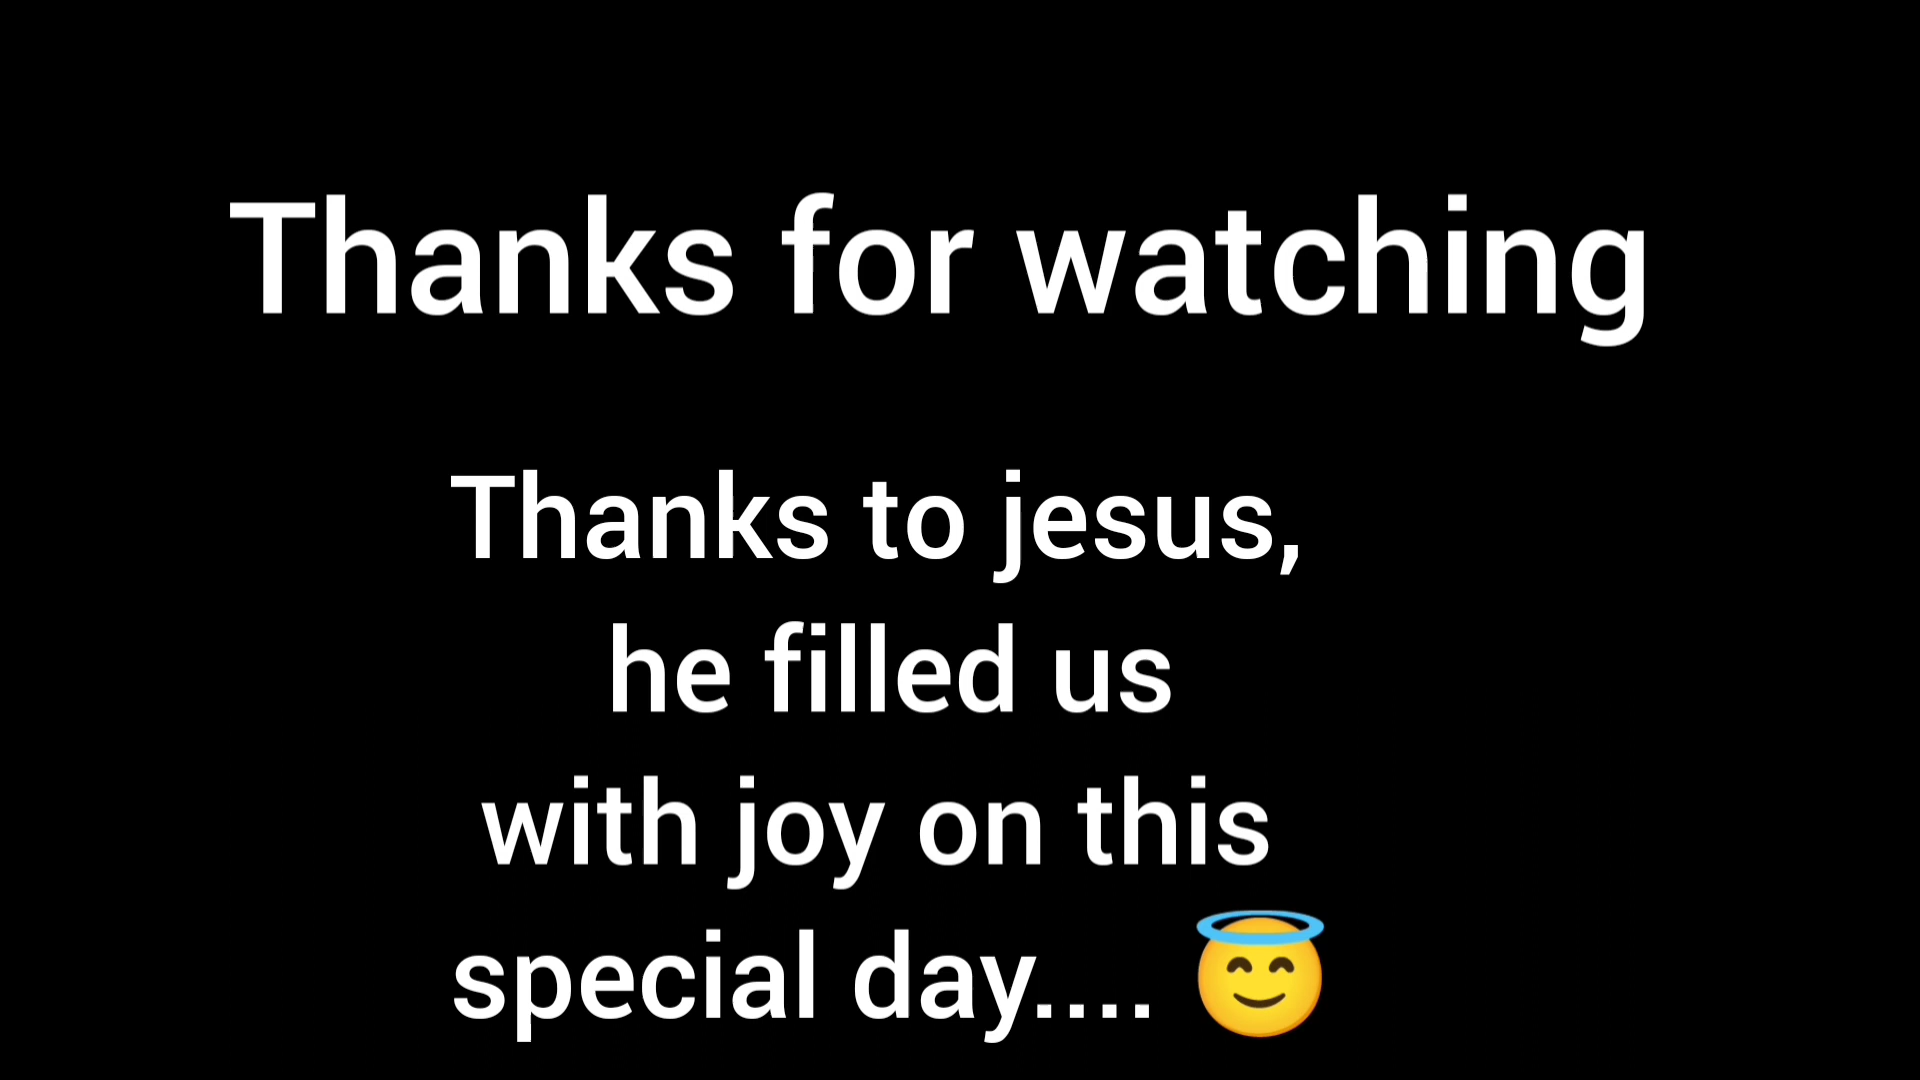 Thanks for watching
Thanks to jesus,
he filled us
with joy on this
special day.... 😇